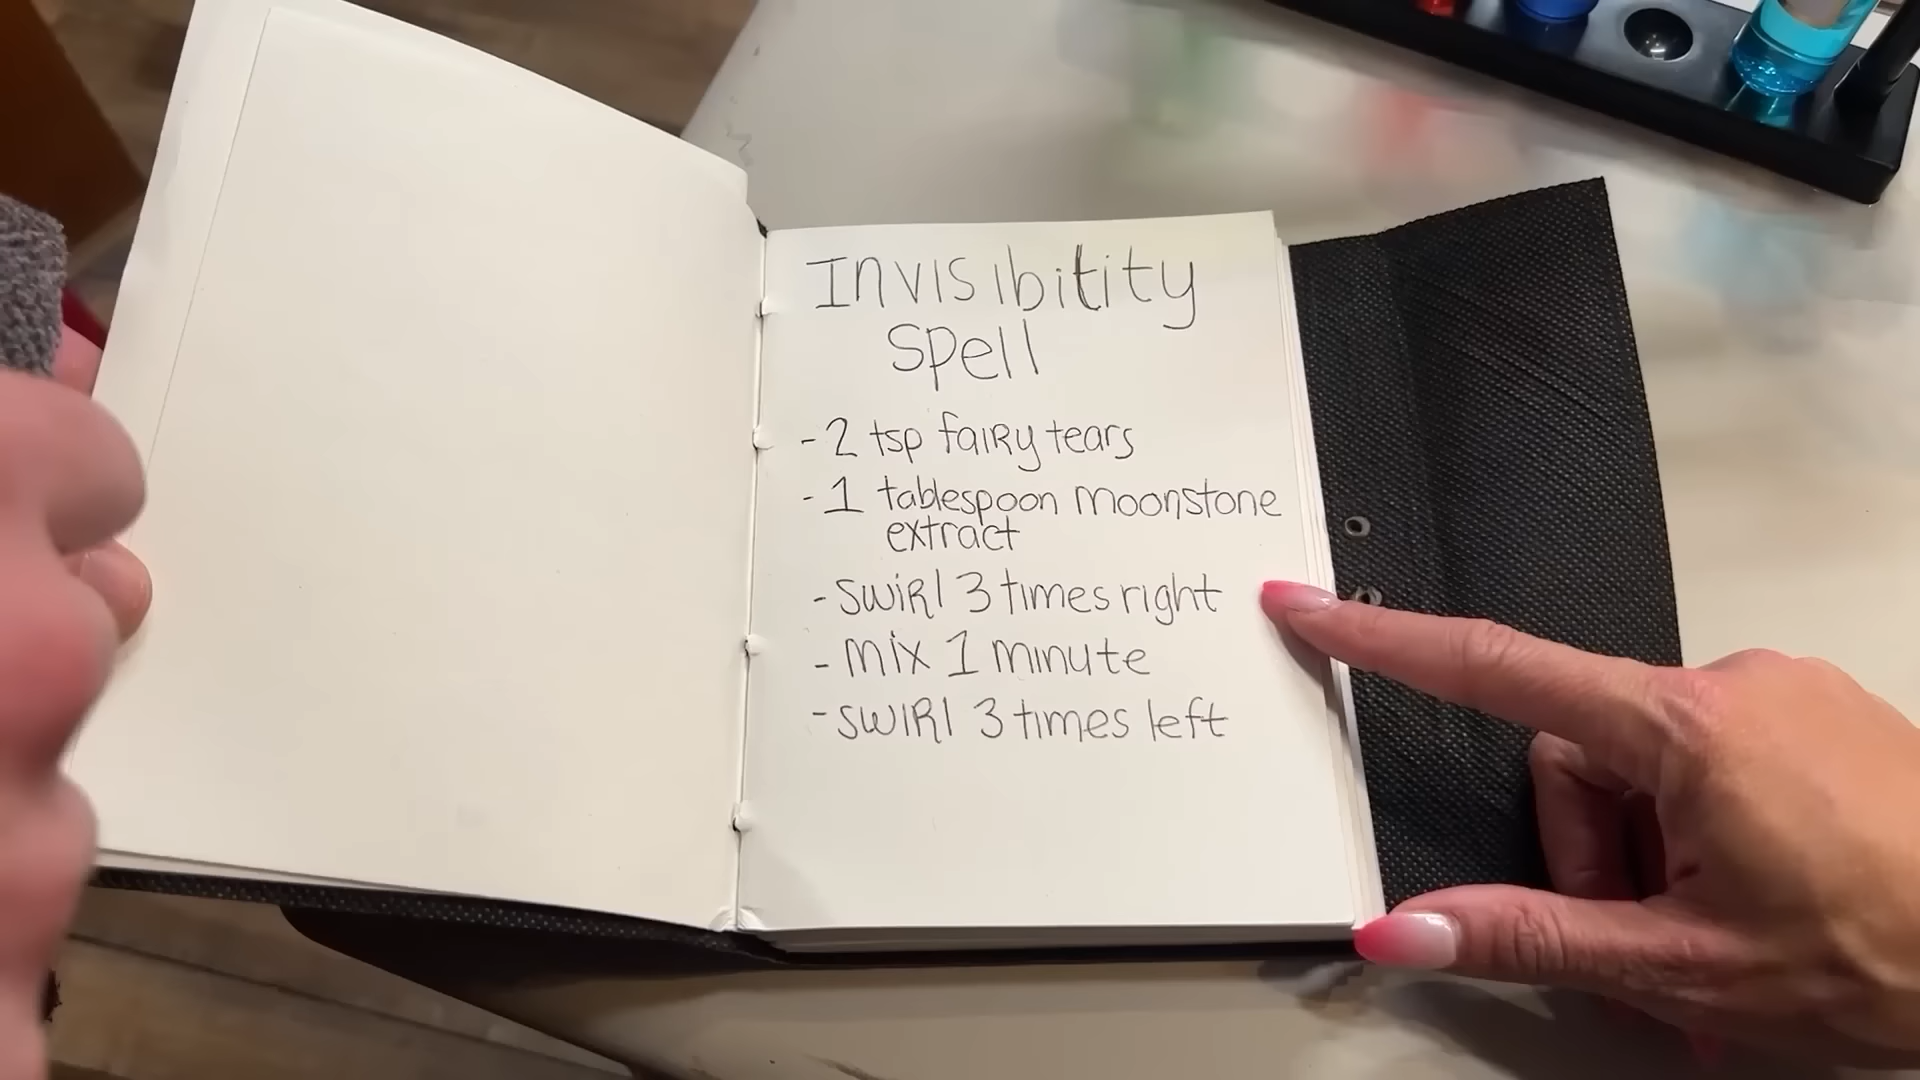 Invisibitity
Spell
- 2 tsp fairy tears
- 1 tablespoon moonstone
extract
- swirl 3 times right
- mix 1 minute
- swirl 3 times left